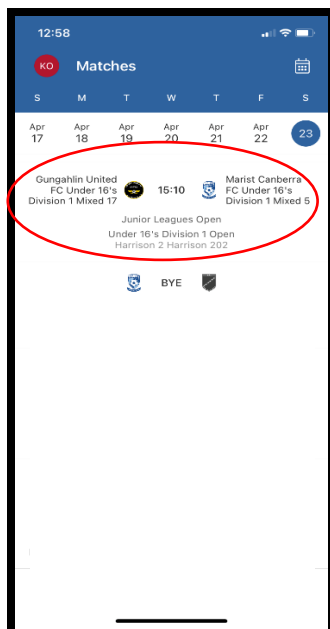 12:58
KO Matches
S M T W T F S
Apr Apr Apr Apr Apr Apr
17 18 19 20 21 22 23
Gungahlin United
FC Under 16's
Division 1 Mixed 17
15:10
Marist Canberra
FC Under 16's
Division 1 Mixed 5
Junior Leagues Open
Under 16's Division 1 Open
Harrison 2 Harrison 202
BYE